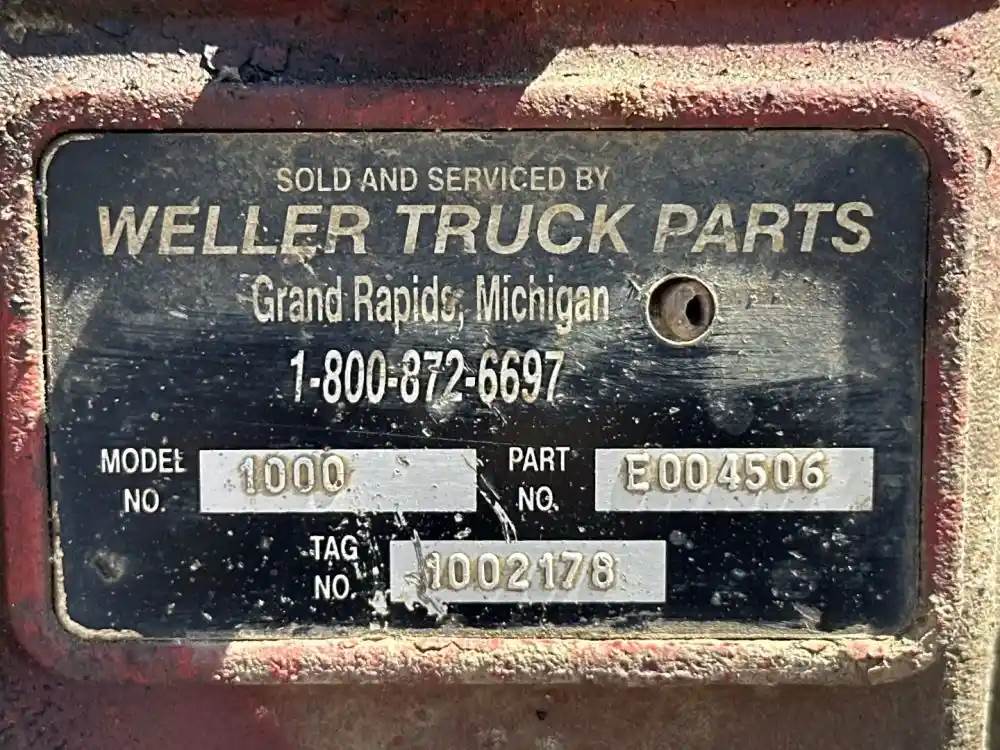 SOLD AND SERVICED BY
WELLER TRUCK PARTS
Grand Rapids, Michigan
1-800-872-6697
MODEL NO. 1000 PART NO. E004506
TAG NO. 1002178